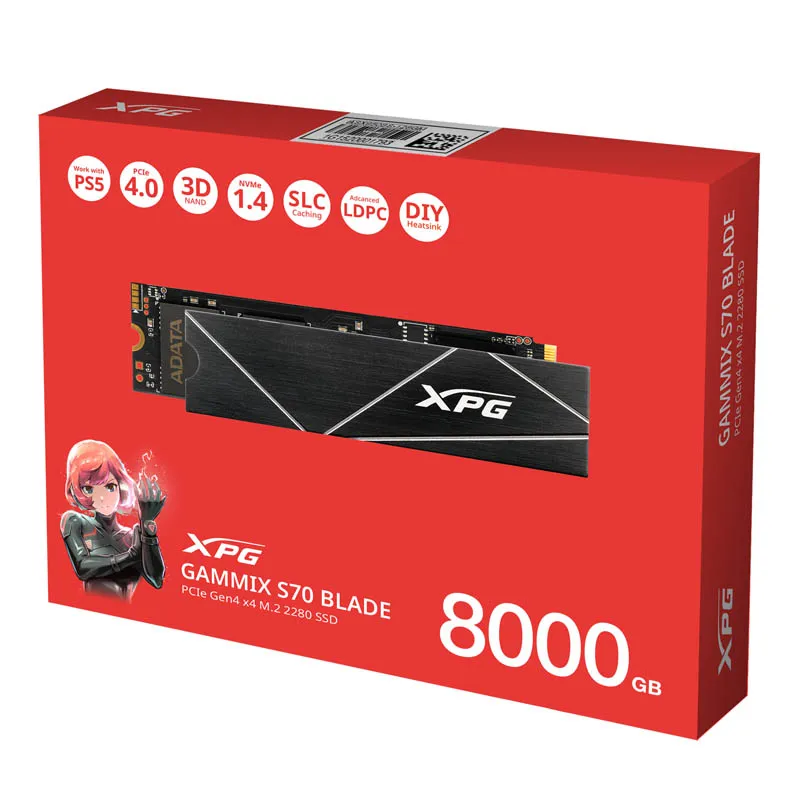 XPG
1G1520001793
Work with
PS5
PCIe
4.0
3D
NAND
NVMe
1.4
SLC
Caching
Advanced
LDPC
DIY
Heatsink
ADATA
XPG
XPG
GAMMIX S70 BLADE
PCIe Gen4 x4 M.2 2280 SSD
8000 GB
GAMMIX S70 BLADE
PCIe Gen4 x4 M.2 2280 SSD
XPG